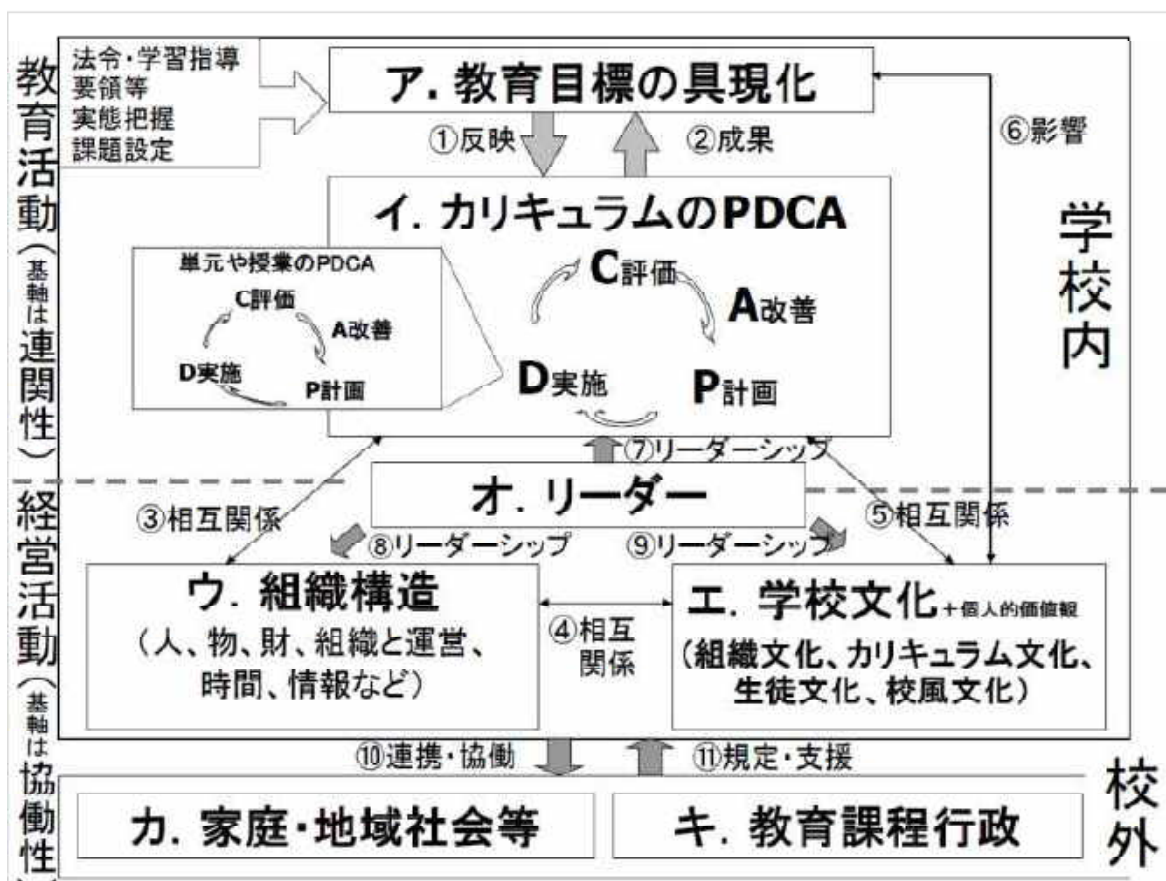 教育活動(基軸は連関性)
法令・学習指導
要領等
実態把握
課題設定
ア. 教育目標の具現化
①反映
②成果
⑥影響
学校内
イ. カリキュラムのPDCA
C評価
A改善
D実施
P計画
単元や授業のPDCA
C評価
A改善
D実施
P計画
⑦リーダーシップ
オ. リーダー
③相互関係
⑤相互関係
⑧リーダーシップ
⑨リーダーシップ
経営活動(基軸は協働性)
ウ. 組織構造
(人、物、財、組織と運営、
時間、情報など)
④相互
関係
エ. 学校文化+個人的価値観
(組織文化、カリキュラム文化、
生徒文化、校風文化)
⑩連携・協働
⑪規定・支援
校外
カ. 家庭・地域社会等
キ. 教育課程行政